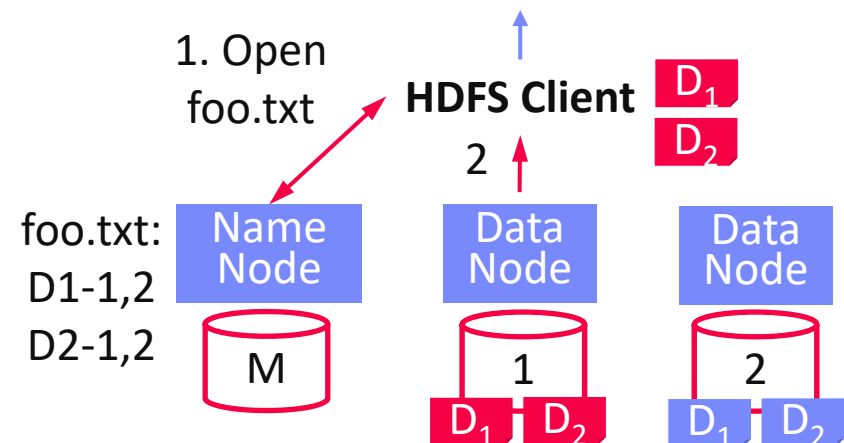 1. Open
foo.txt
HDFS Client
D₁
D₂
2
foo.txt:
D1-1,2
D2-1,2
Name
Node
Data
Node
Data
Node
M
1
2
D₁
D₂
D₁
D₂